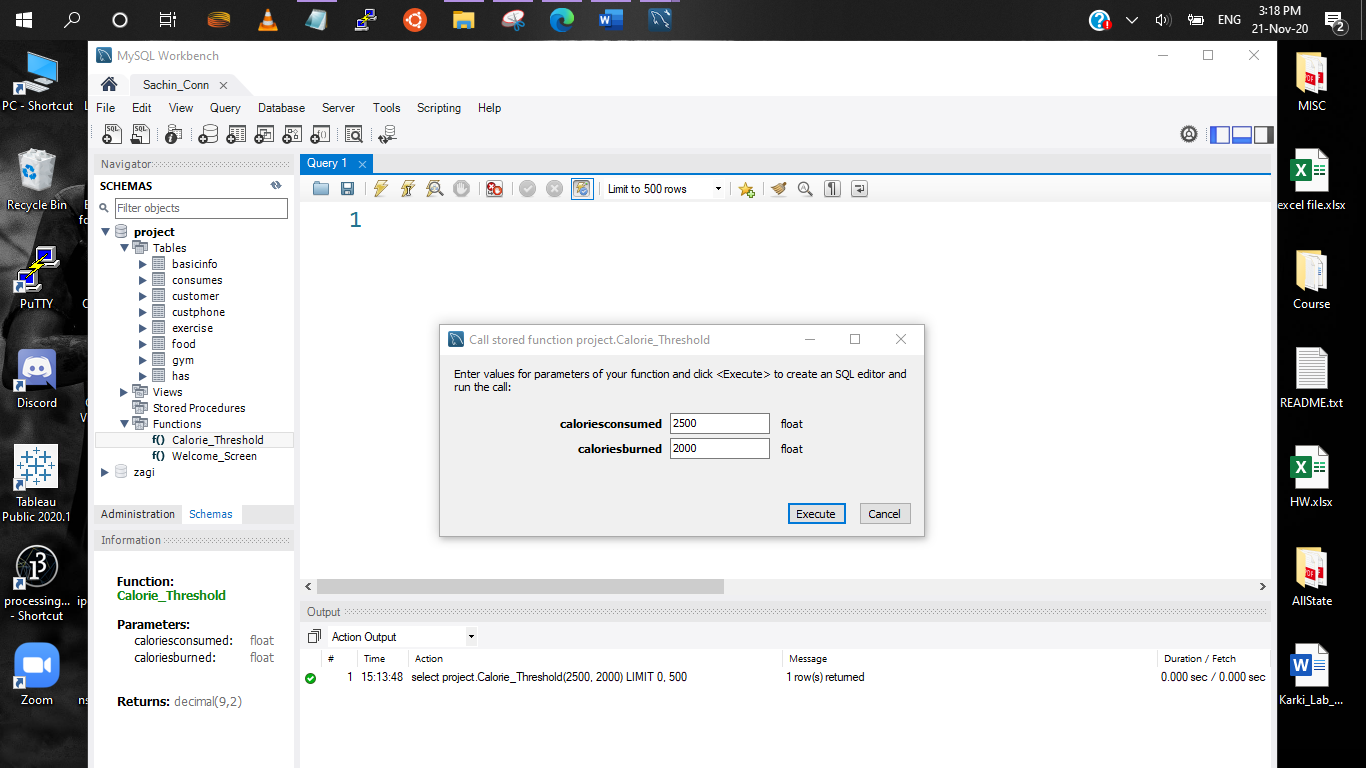 ENG
3:18 PM
21-Nov-20
2
PC - Shortcut
Recycle Bin
PuTTY
Discord
Tableau
Public 2020.1
processing...
- Shortcut
Zoom
MySQL Workbench
Sachin_Conn
File Edit View Query Database Server Tools Scripting Help
Navigator
SCHEMAS
Filter objects
project
Tables
basicinfo
consumes
customer
custphone
exercise
food
gym
has
Views
Stored Procedures
Functions
f() Calorie_Threshold
f() Welcome_Screen
zagi
Administration Schemas
Information
Function:
Calorie_Threshold
Parameters:
caloriesconsumed: float
caloriesburned: float
Returns: decimal(9,2)
Query 1
Limit to 500 rows
1
Call stored function project.Calorie_Threshold
Enter values for parameters of your function and click <Execute> to create an SQL editor and
run the call:
caloriesconsumed 2500 float
caloriesburned 2000 float
Execute Cancel
Output
Action Output
# Time Action Message Duration / Fetch
1 15:13:48 select project.Calorie_Threshold(2500, 2000) LIMIT 0, 500 1 row(s) returned 0.000 sec / 0.000 sec
MISC
excel file.xlsx
Course
README.txt
HW.xlsx
AllState
Karki_Lab_...